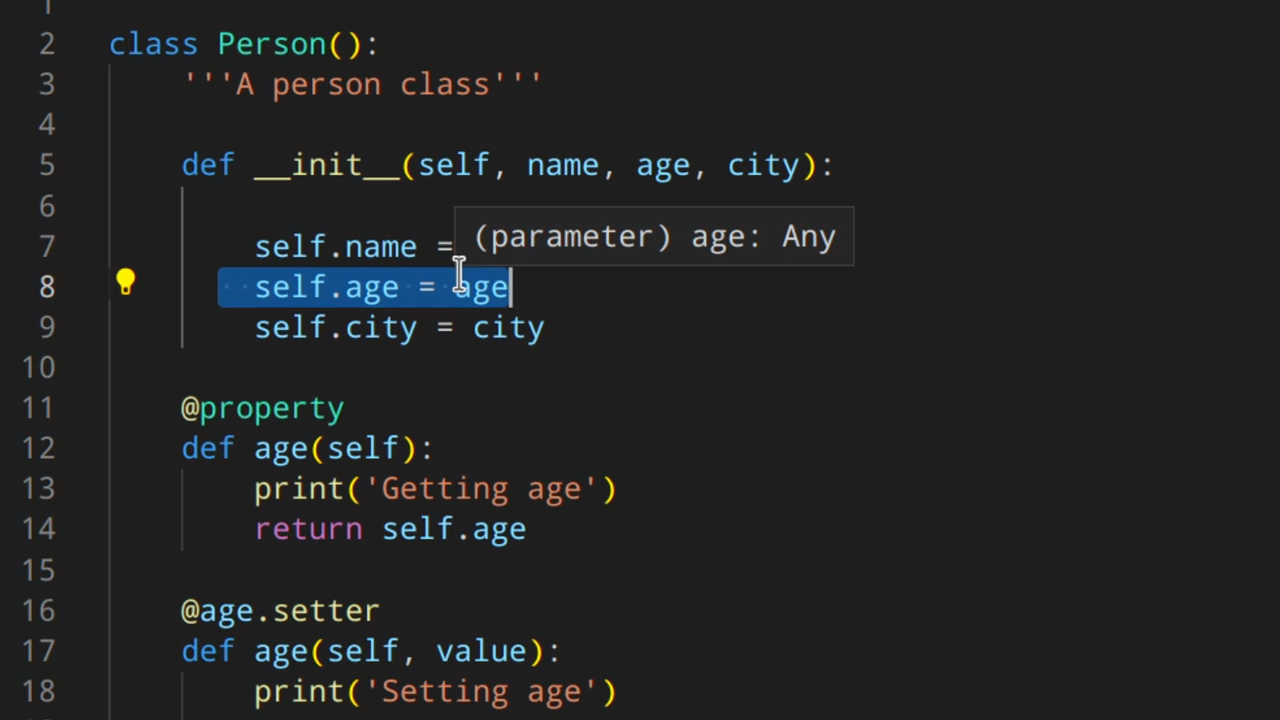 1
2 class Person():
3 '''A person class'''
4
5 def __init__(self, name, age, city):
6
(parameter) age: Any
7 self.name =
8 self.age = age
9 self.city = city
10
11 @property
12 def age(self):
13 print('Getting age')
14 return self.age
15
16 @age.setter
17 def age(self, value):
18 print('Setting age')